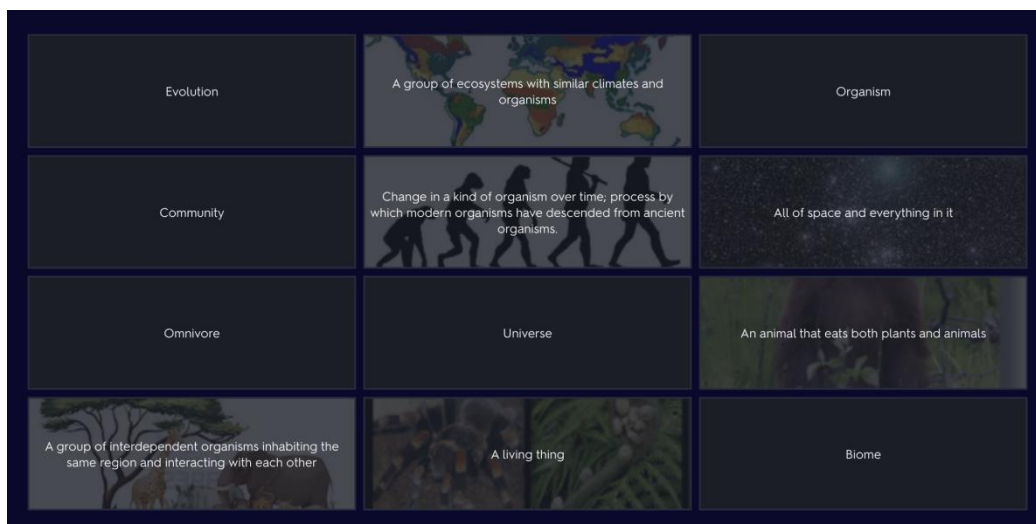 Evolution
A group of ecosystems with similar climates and
organisms
Organism
Community
Change in a kind of organism over time; process by
which modern organisms have descended from ancient
organisms.
All of space and everything in it
Omnivore
Universe
An animal that eats both plants and animals
A group of interdependent organisms inhabiting the
same region and interacting with each other
A living thing
Biome